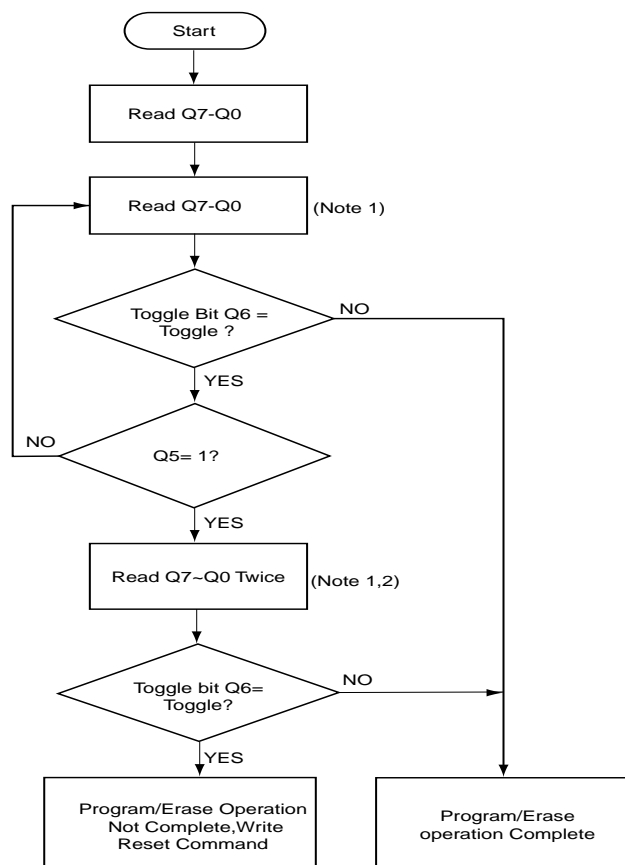 Start
Read Q7-Q0
Read Q7-Q0
(Note 1)
Toggle Bit Q6 =
Toggle ?
NO
YES
NO
Q5= 1?
YES
Read Q7~Q0 Twice
(Note 1,2)
Toggle bit Q6=
Toggle?
NO
YES
Program/Erase Operation
Not Complete,Write
Reset Command
Program/Erase
operation Complete